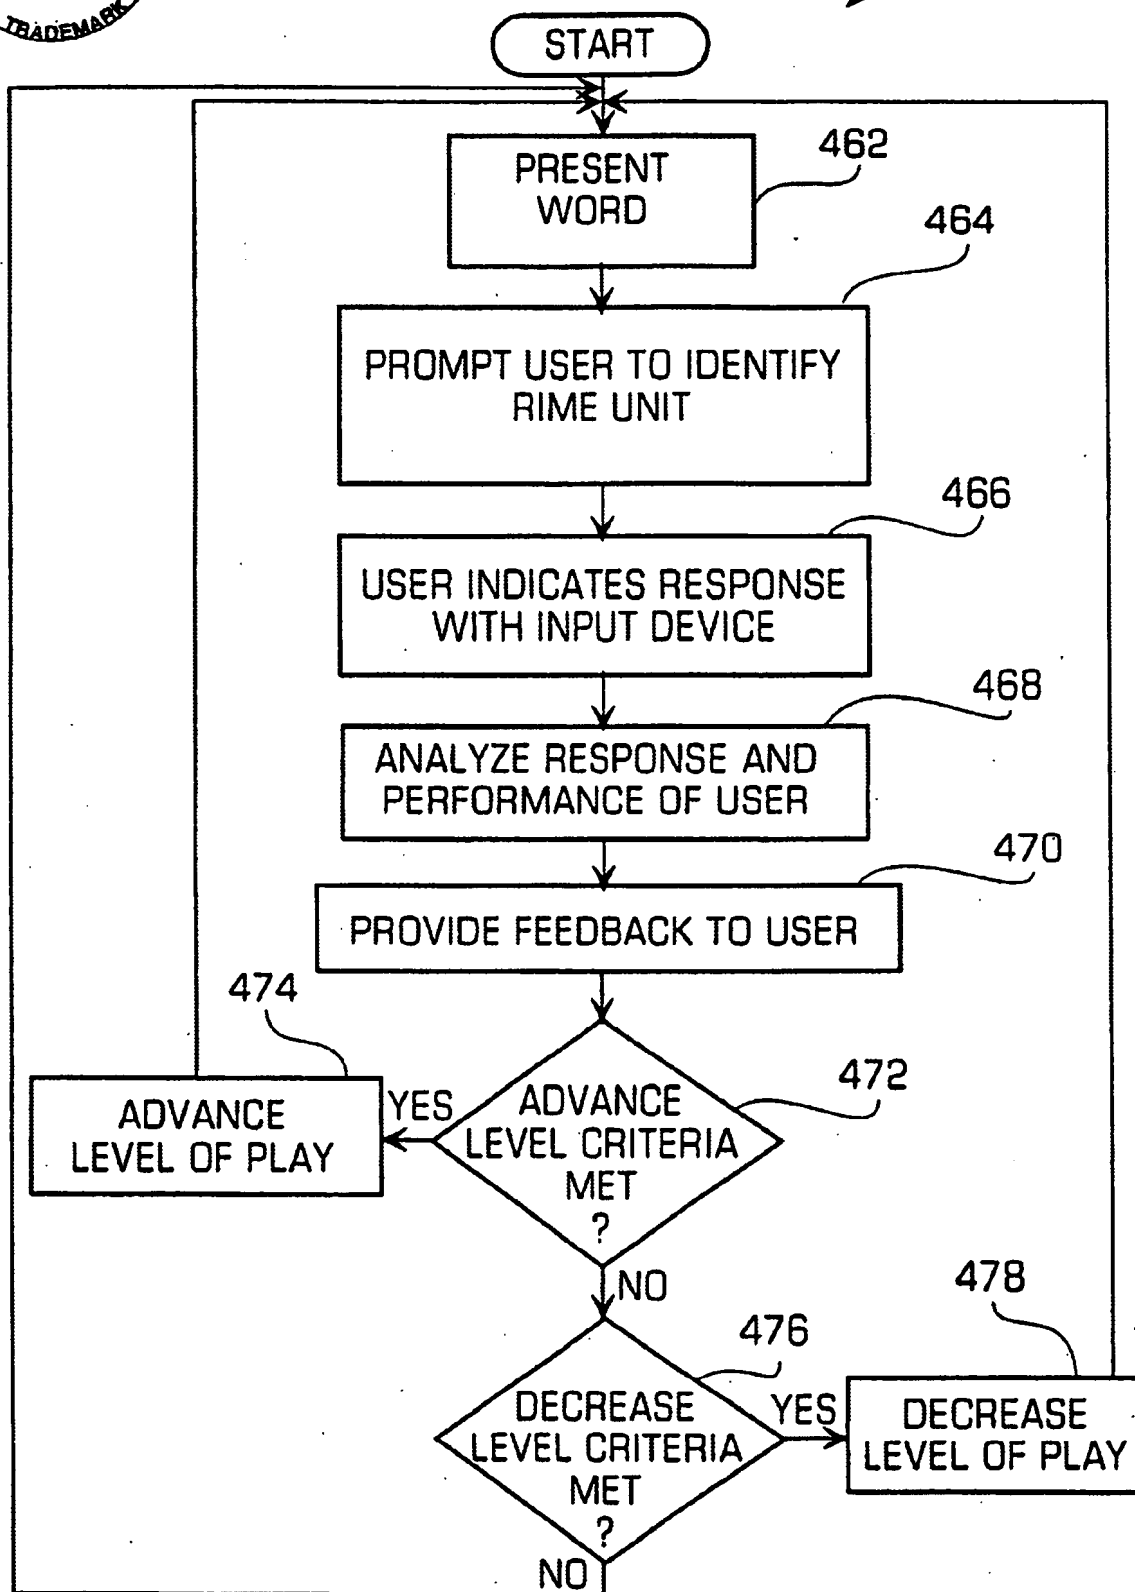 TRADEMARK
START
PRESENT
WORD
462
464
PROMPT USER TO IDENTIFY
RIME UNIT
466
USER INDICATES RESPONSE
WITH INPUT DEVICE
468
ANALYZE RESPONSE AND
PERFORMANCE OF USER
470
PROVIDE FEEDBACK TO USER
474
472
ADVANCE
LEVEL OF PLAY
YES
ADVANCE
LEVEL CRITERIA
MET
?
NO
476
478
DECREASE
LEVEL CRITERIA
MET
?
YES
DECREASE
LEVEL OF PLAY
NO